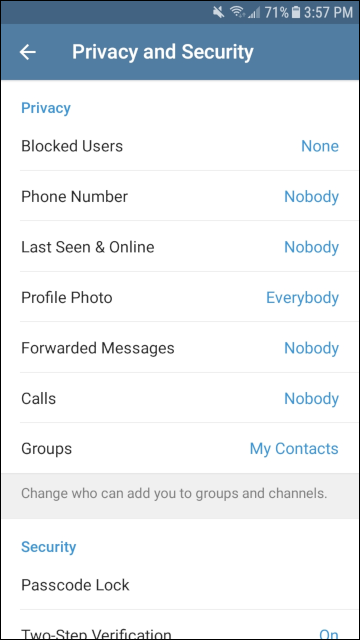 71% 3:57 PM
Privacy and Security
Privacy
Blocked Users None
Phone Number Nobody
Last Seen & Online Nobody
Profile Photo Everybody
Forwarded Messages Nobody
Calls Nobody
Groups My Contacts
Change who can add you to groups and channels.
Security
Passcode Lock
Two-Step Verification On